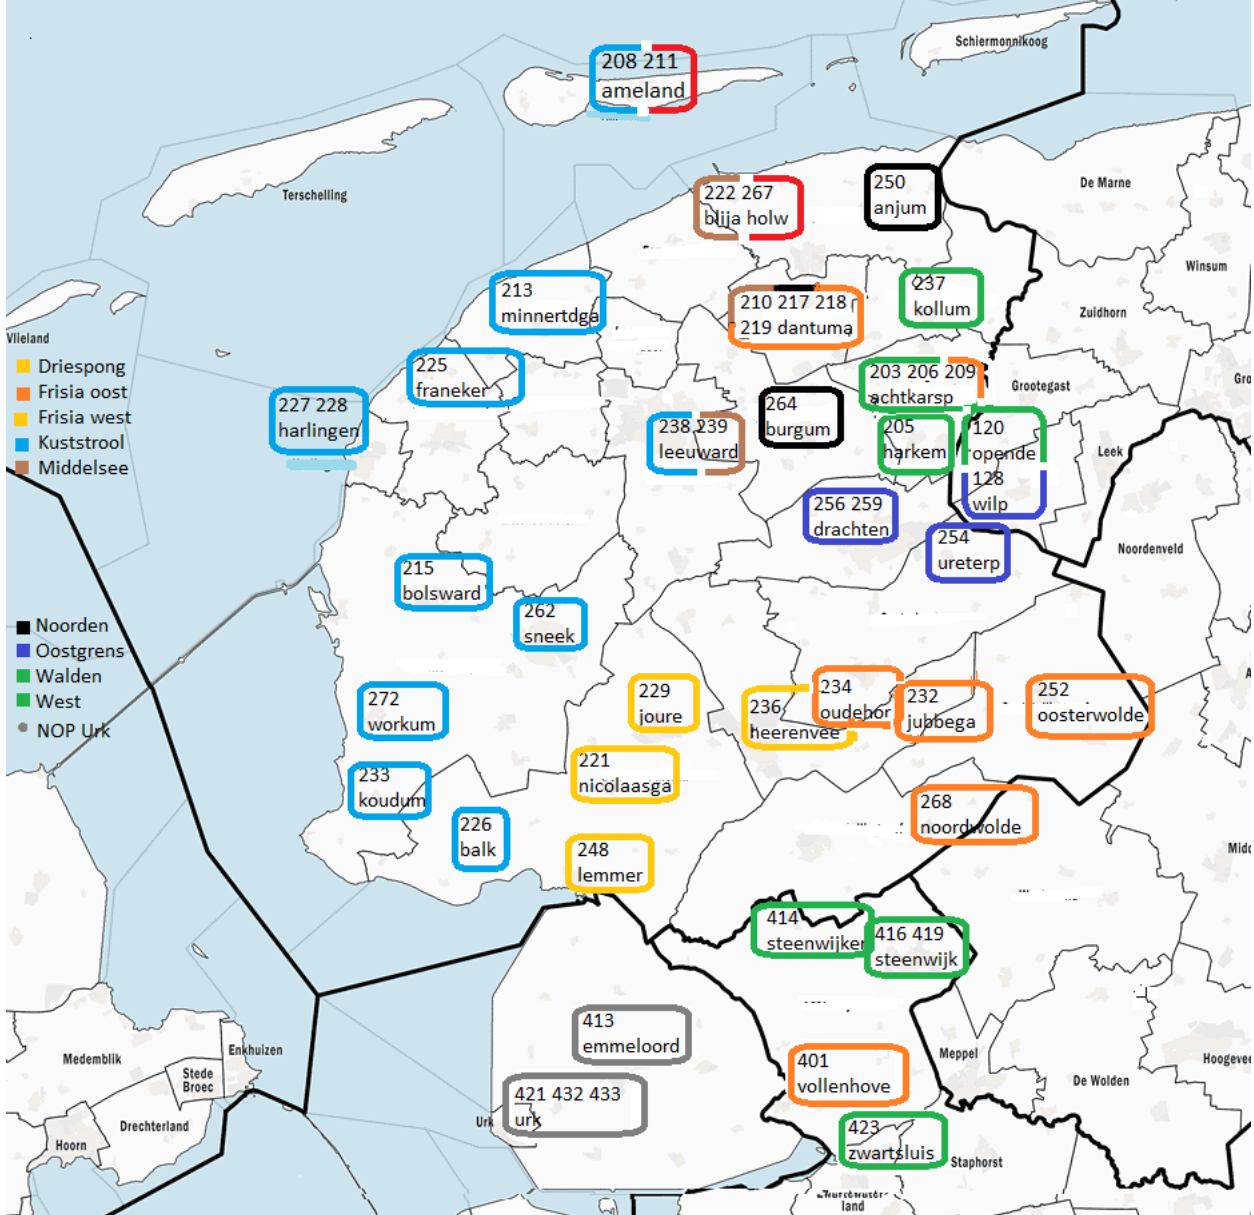 Schiermonnikoog
208 211
ameland
Terschelling
222 267
blija holw
250
anjum
De Marne
Winsum
213
minnertdga
210 217 218
219 dantuma
237
kollum
Zuidhorn
Vlieland
Driespong
Frisia oost
Frisia west
Kuststrool
Middelsee
225
franeker
203 206 209
achtkarsp
Grootegast
227 228
harlingen
238 239
leeuward
264
burgum
205
harkem
120
opende
128
wilp
Leek
256 259
drachten
254
ureterp
Noordenveld
215
bolsward
262
sneek
Noorden
Oostgrens
Walden
West
NOP Urk
272
workum
229
joure
236
heerenvee
234
oudehor
232
jubbega
252
oosterwolde
233
koudum
221
nicolaasga
226
balk
248
lemmer
268
noordwolde
414
steenwijker
416 419
steenwijk
413
emmeloord
421 432 433
urk
Urk
401
vollenhove
423
zwartsluis
Medemblik
Enkhuizen
Stede
Broec
Drechterland
Hoorn
Meppel
De Wolden
Hoogevee
Staphorst
land